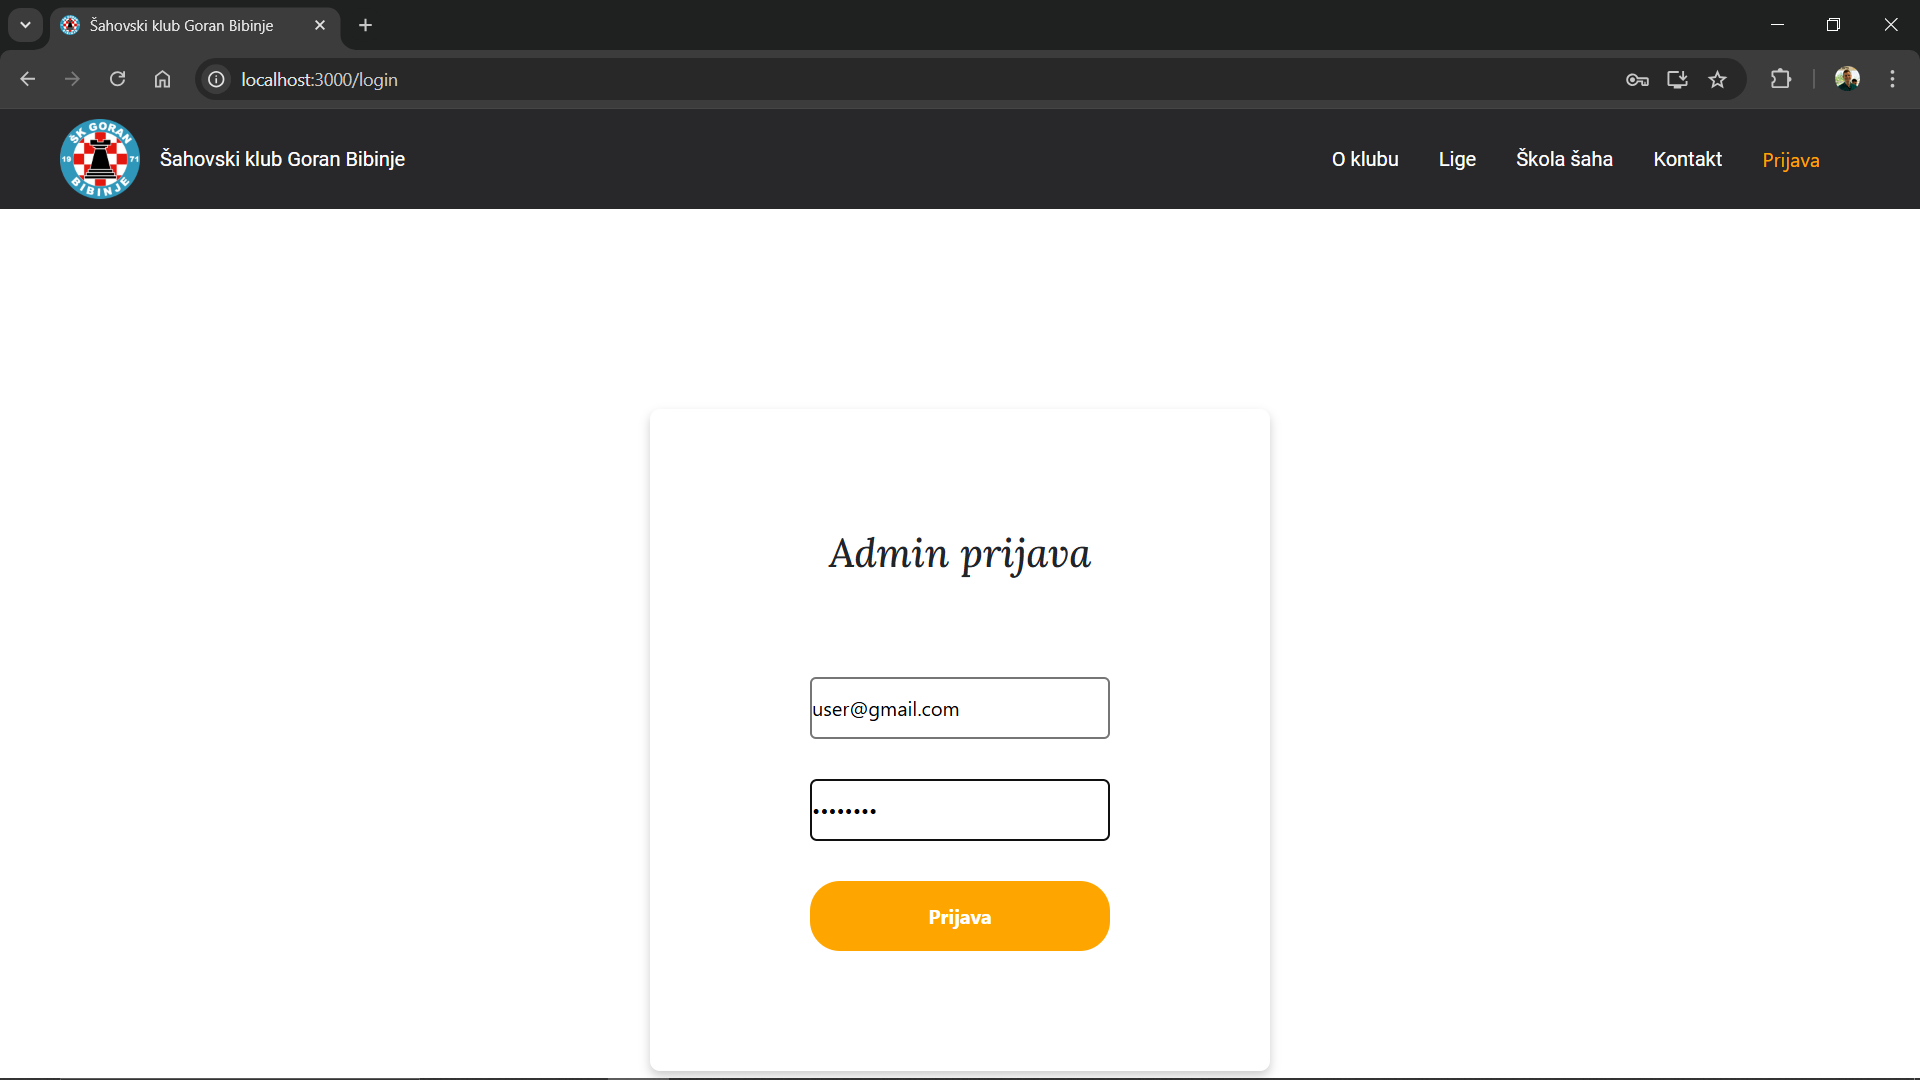 Šahovski klub Goran Bibinje
localhost:3000/login
ŠK GORAN
19 71
BIBINJE
Šahovski klub Goran Bibinje
O klubu
Lige
Škola šaha
Kontakt
Prijava
Admin prijava
user@gmail.com
••••••••
Prijava